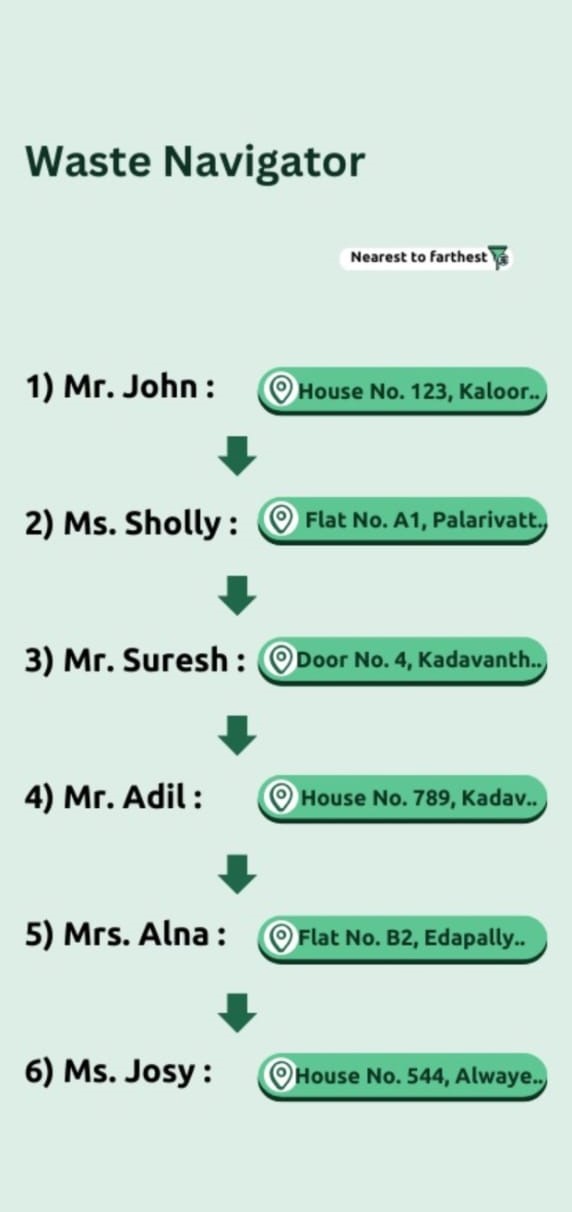 Waste Navigator
Nearest to farthest
1) Mr. John :
House No. 123, Kaloor..
2) Ms. Sholly :
Flat No. A1, Palarivatt..
3) Mr. Suresh :
Door No. 4, Kadavanth..
4) Mr. Adil :
House No. 789, Kadav..
5) Mrs. Alna :
Flat No. B2, Edapally..
6) Ms. Josy :
House No. 544, Alwaye..